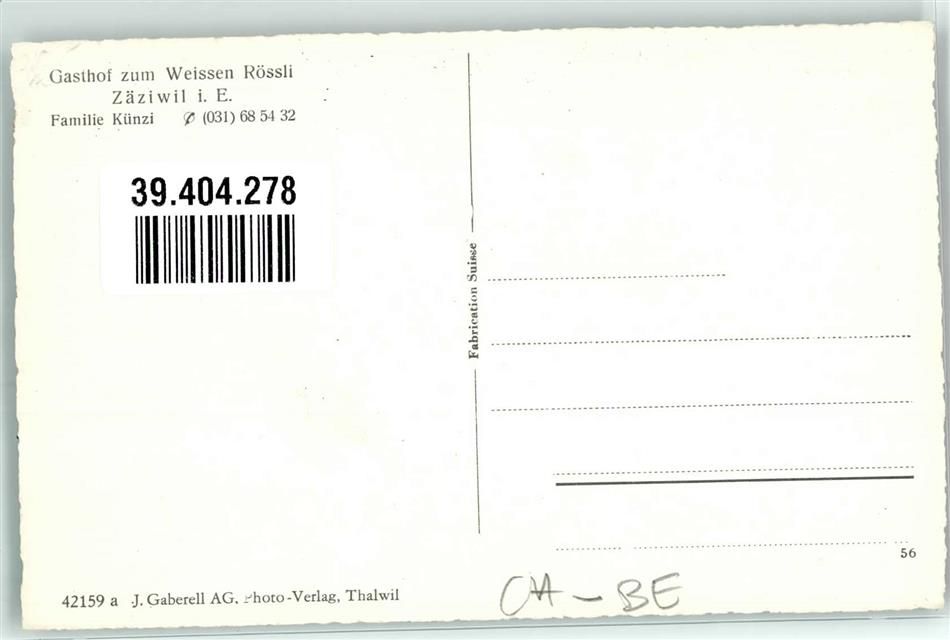 Gasthof zum Weissen Rössli
Zäziwil i. E.
Familie Künzi ✆ (031) 68 54 32
39.404.278
Fabrication Suisse
56
42159 a J. Gaberell AG. Photo-Verlag, Thalwil
CH - BE